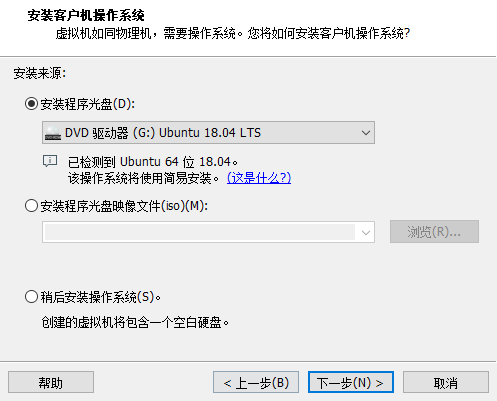 安装客户机操作系统
虚拟机如同物理机，需要操作系统。您将如何安装客户机操作系统?
安装来源:
安装程序光盘(D):
DVD 驱动器 (G:) Ubuntu 18.04 LTS
已检测到 Ubuntu 64 位 18.04。
该操作系统将使用简易安装。 (这是什么?)
安装程序光盘映像文件(iso)(M):
浏览(R)...
稍后安装操作系统(S)。
创建的虚拟机将包含一个空白硬盘。
帮助 < 上一步(B) 下一步(N) > 取消